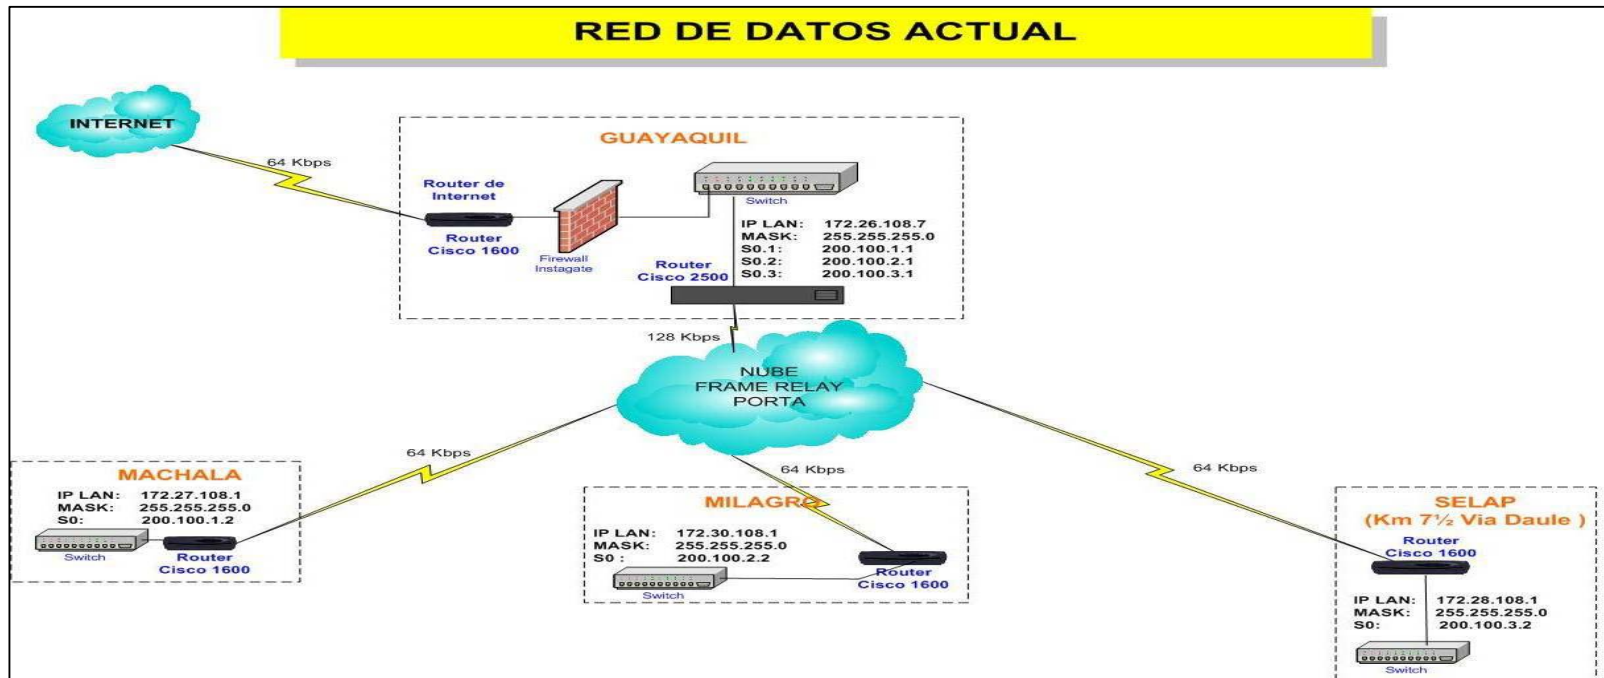 RED DE DATOS ACTUAL
INTERNET
64 Kbps
GUAYAQUIL
Router de
Internet
Router
Cisco 1600
Firewall
Instagate
Switch
IP LAN: 172.26.108.7
MASK: 255.255.255.0
S0.1: 200.100.1.1
S0.2: 200.100.2.1
S0.3: 200.100.3.1
Router
Cisco 2500
128 Kbps
NUBE
FRAME RELAY
PORTA
64 Kbps
64 Kbps
64 Kbps
MACHALA
IP LAN: 172.27.108.1
MASK: 255.255.255.0
S0: 200.100.1.2
Switch
Router
Cisco 1600
MILAGRO
IP LAN: 172.30.108.1
MASK: 255.255.255.0
S0 : 200.100.2.2
Switch
Router
Cisco 1600
SELAP
(Km 7½ Via Daule )
Router
Cisco 1600
IP LAN: 172.28.108.1
MASK: 255.255.255.0
S0: 200.100.3.2
Switch